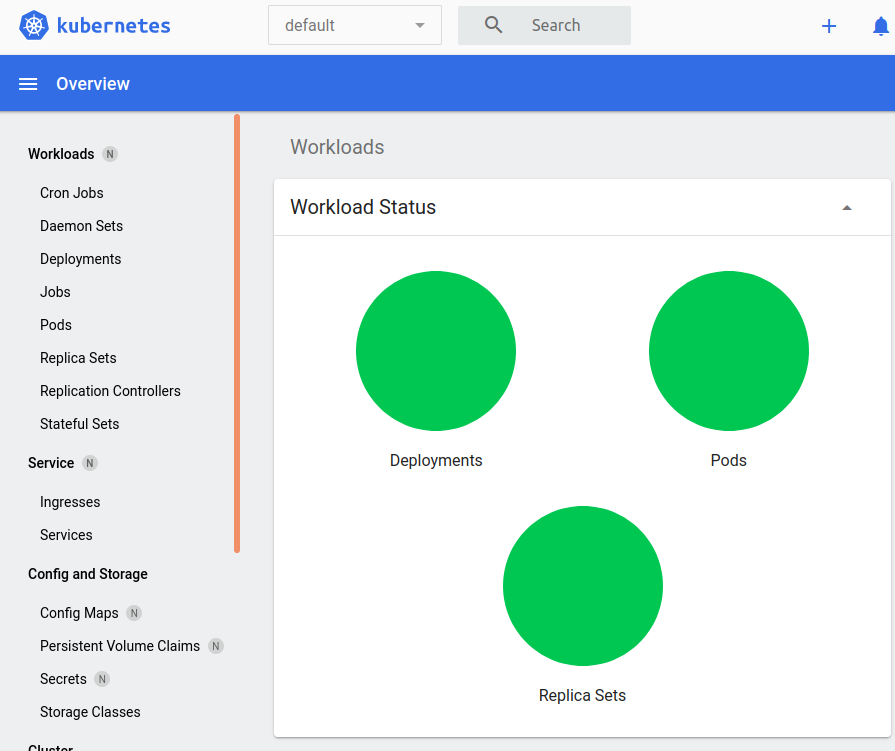 kubernetes
default
Search
Overview
Workloads N
Cron Jobs
Daemon Sets
Deployments
Jobs
Pods
Replica Sets
Replication Controllers
Stateful Sets
Service N
Ingresses
Services
Config and Storage
Config Maps N
Persistent Volume Claims N
Secrets N
Storage Classes
Cluster
Workloads
Workload Status
Deployments
Pods
Replica Sets